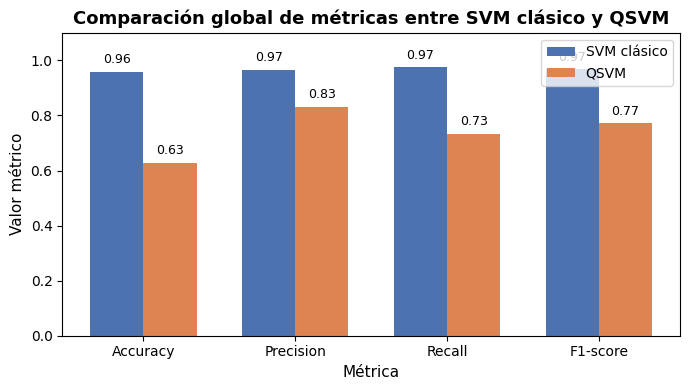 Comparación global de métricas entre SVM clásico y QSVM
Valor métrico
1.0
0.8
0.6
0.4
0.2
0.0
0.96
0.63
0.97
0.83
0.97
0.73
0.97
0.77
SVM clásico
QSVM
Accuracy
Precision
Recall
F1-score
Métrica